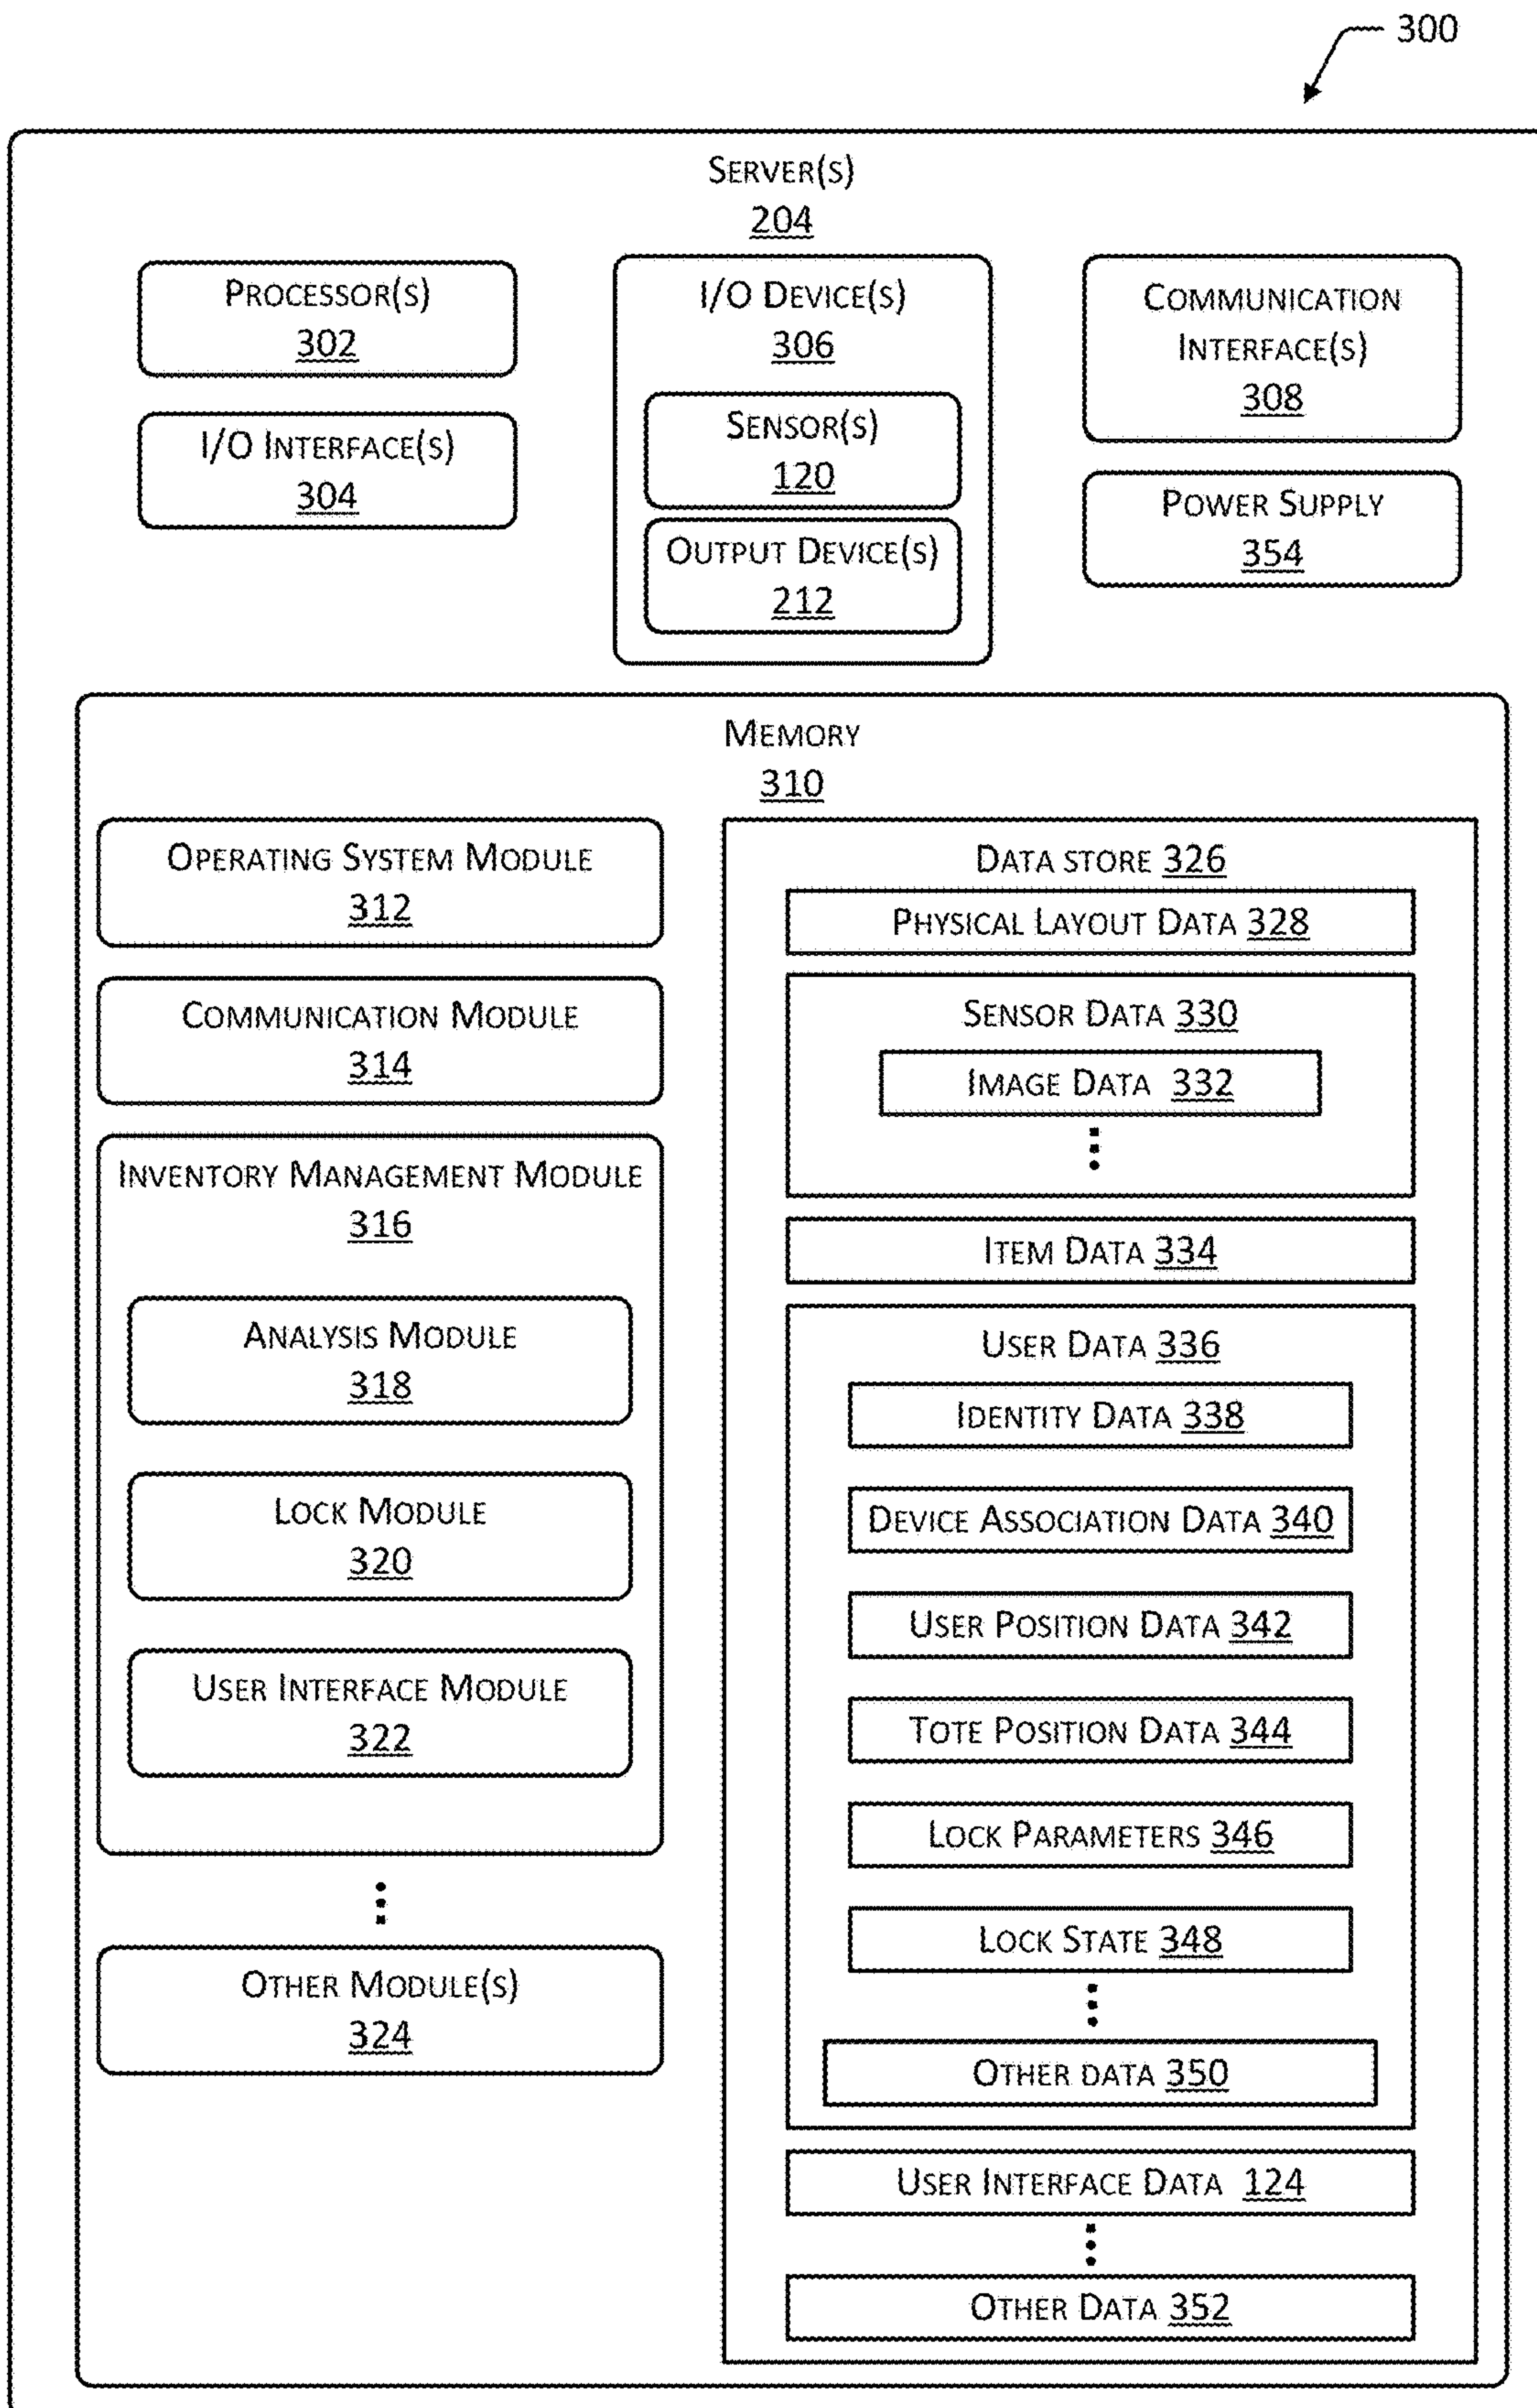 300
SERVER(S)
204
PROCESSOR(S)
302
I/O INTERFACE(S)
304
I/O DEVICE(S)
306
SENSOR(S)
120
OUTPUT DEVICE(S)
212
COMMUNICATION
INTERFACE(S)
308
POWER SUPPLY
354
MEMORY
310
OPERATING SYSTEM MODULE
312
COMMUNICATION MODULE
314
INVENTORY MANAGEMENT MODULE
316
ANALYSIS MODULE
318
LOCK MODULE
320
USER INTERFACE MODULE
322
OTHER MODULE(S)
324
DATA STORE 326
PHYSICAL LAYOUT DATA 328
SENSOR DATA 330
IMAGE DATA 332
ITEM DATA 334
USER DATA 336
IDENTITY DATA 338
DEVICE ASSOCIATION DATA 340
USER POSITION DATA 342
TOTE POSITION DATA 344
LOCK PARAMETERS 346
LOCK STATE 348
OTHER DATA 350
USER INTERFACE DATA 124
OTHER DATA 352